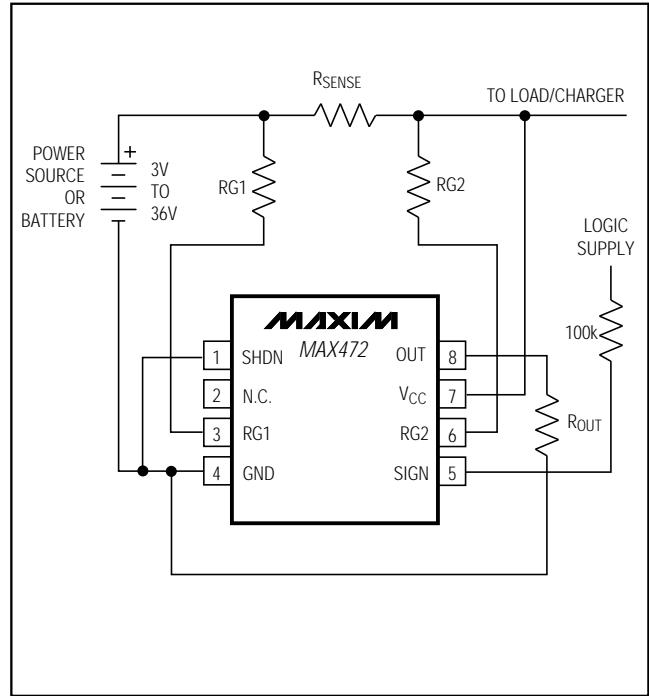 RSENSE
TO LOAD/CHARGER
POWER
SOURCE
OR
BATTERY
+
3V
TO
36V
RG1
RG2
LOGIC
SUPPLY
100k
MAXIM
MAX472
1 SHDN
2 N.C.
3 RG1
4 GND
OUT 8
VCC 7
RG2 6
SIGN 5
ROUT